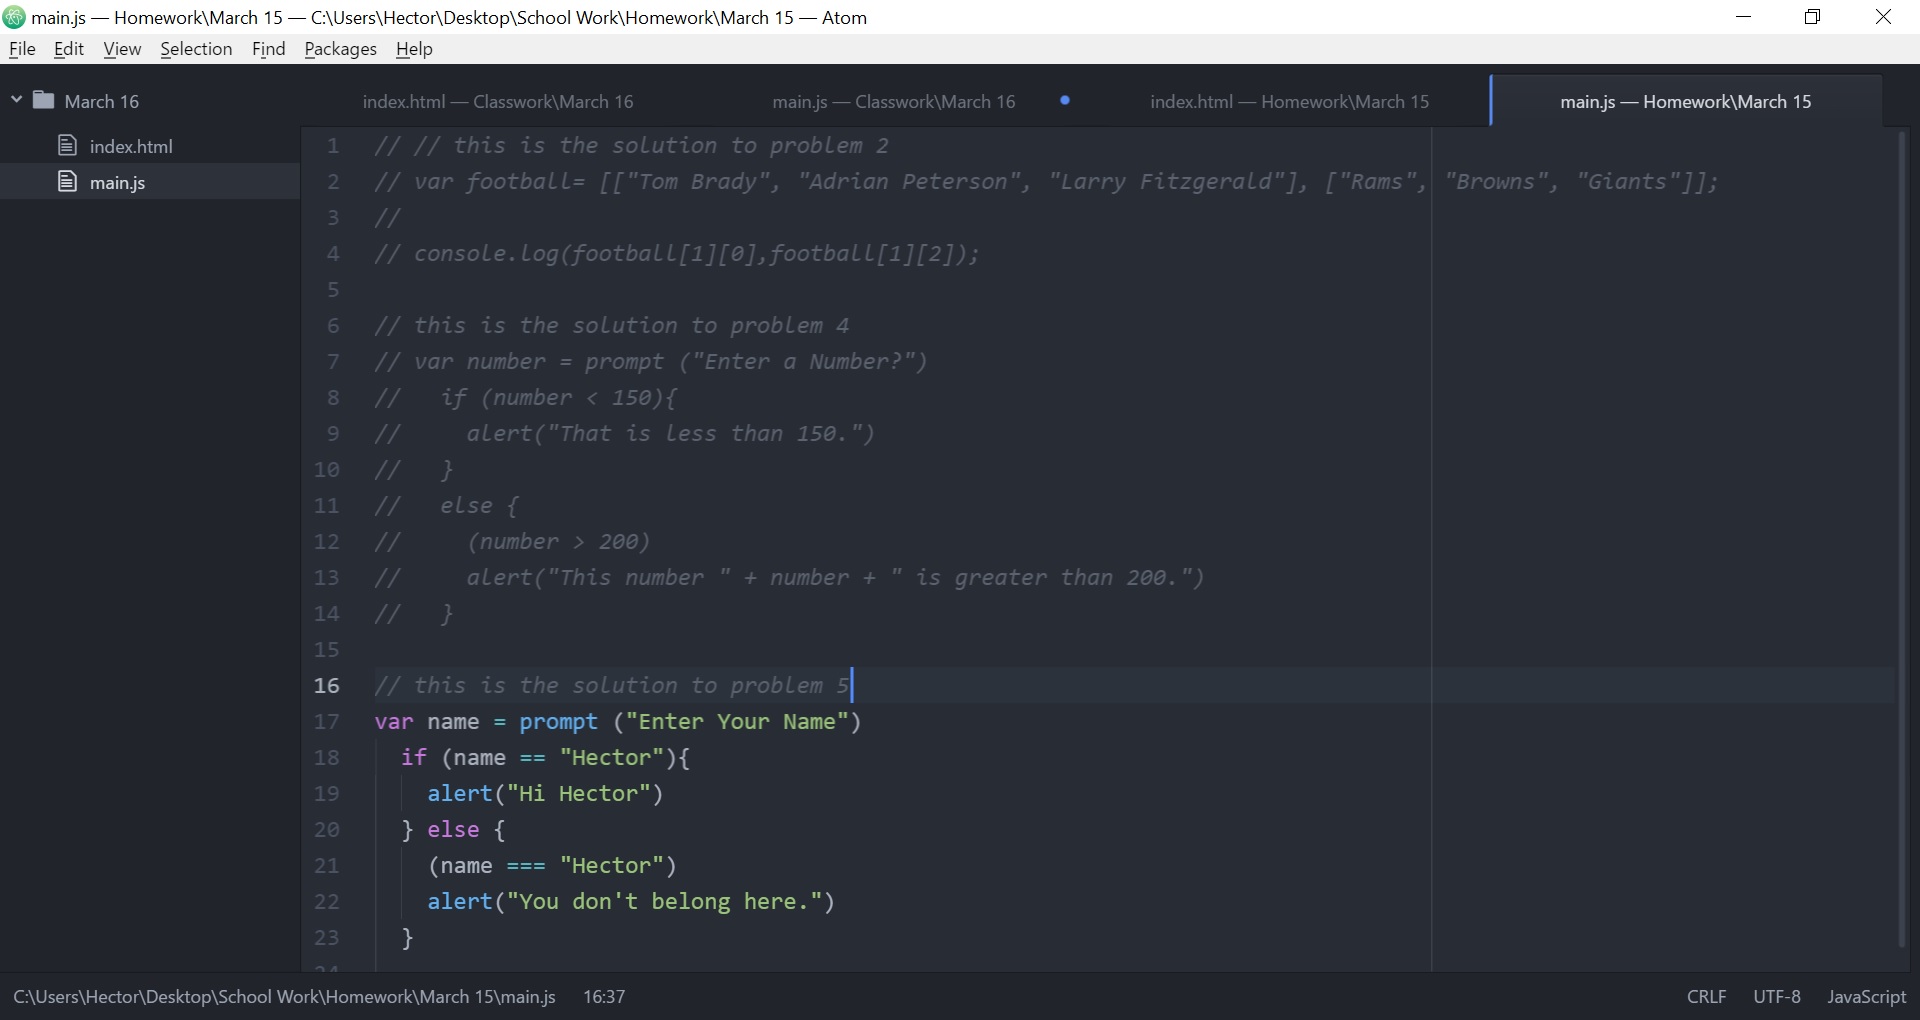 main.js — Homework\March 15 — C:\Users\Hector\Desktop\School Work\Homework\March 15 — Atom
File Edit View Selection Find Packages Help
March 16
index.html
main.js
index.html — Classwork\March 16
main.js — Classwork\March 16
index.html — Homework\March 15
main.js — Homework\March 15
1 // // this is the solution to problem 2
2 // var football= [["Tom Brady", "Adrian Peterson", "Larry Fitzgerald"], ["Rams", "Browns", "Giants"]];
3 //
4 // console.log(football[1][0],football[1][2]);
5
6 // this is the solution to problem 4
7 // var number = prompt ("Enter a Number?")
8 //   if (number < 150){
9 //     alert("That is less than 150.")
10 //   }
11 //   else {
12 //     (number > 200)
13 //     alert("This number " + number + " is greater than 200.")
14 //   }
15
16 // this is the solution to problem 5
17 var name = prompt ("Enter Your Name")
18   if (name == "Hector"){
19     alert("Hi Hector")
20   } else {
21     (name === "Hector")
22     alert("You don't belong here.")
23   }
24
C:\Users\Hector\Desktop\School Work\Homework\March 15\main.js 16:37 CRLF UTF-8 JavaScript